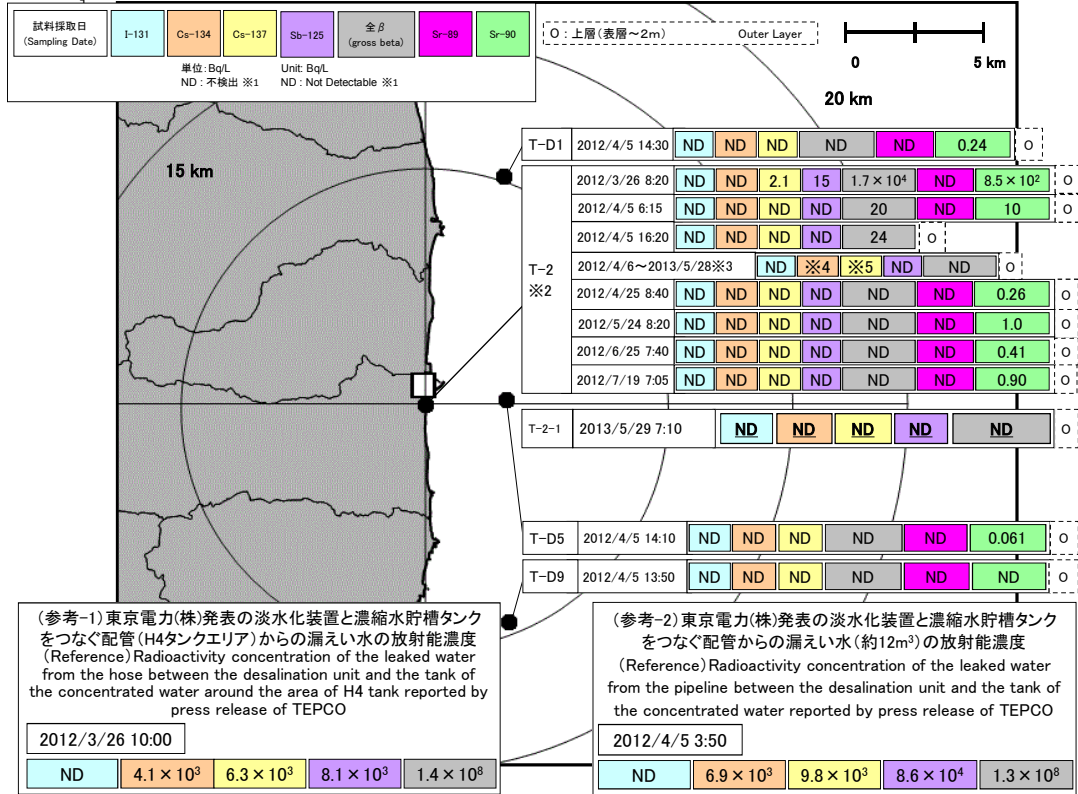 試料採取日
(Sampling Date)
I-131
Cs-134
Cs-137
Sb-125
全β
(gross beta)
Sr-89
Sr-90
単位: Bq/L Unit: Bq/L
ND : 不検出 ※1 ND : Not Detectable ※1
O : 上層(表層～2m) Outer Layer
0 5 km
20 km
15 km
T-D1 2012/4/5 14:30 ND ND ND ND ND 0.24 O
T-2
※2
2012/3/26 8:20 ND ND 2.1 15 1.7×10⁴ ND 8.5×10² O
2012/4/5 6:15 ND ND ND ND 20 ND 10 O
2012/4/5 16:20 ND ND ND ND 24 O
2012/4/6～2013/5/28※3 ND ※4 ※5 ND ND O
2012/4/25 8:40 ND ND ND ND ND ND 0.26 O
2012/5/24 8:20 ND ND ND ND ND ND 1.0 O
2012/6/25 7:40 ND ND ND ND ND ND 0.41 O
2012/7/19 7:05 ND ND ND ND ND ND 0.90 O
T-2-1 2013/5/29 7:10 ND ND ND ND ND O
T-D5 2012/4/5 14:10 ND ND ND ND ND 0.061 O
T-D9 2012/4/5 13:50 ND ND ND ND ND ND O
(参考-1)東京電力(株)発表の淡水化装置と濃縮水貯槽タンク
をつなぐ配管(H4タンクエリア)からの漏えい水の放射能濃度
(Reference)Radioactivity concentration of the leaked water
from the hose between the desalination unit and the tank of
the concentrated water around the area of H4 tank reported by
press release of TEPCO
2012/3/26 10:00
ND 4.1×10³ 6.3×10³ 8.1×10³ 1.4×10⁸
(参考-2)東京電力(株)発表の淡水化装置と濃縮水貯槽タンク
をつなぐ配管からの漏えい水(約12m³)の放射能濃度
(Reference)Radioactivity concentration of the leaked water
from the pipeline between the desalination unit and the tank of
the concentrated water reported by press release of TEPCO
2012/4/5 3:50
ND 6.9×10³ 9.8×10³ 8.6×10⁴ 1.3×10⁸